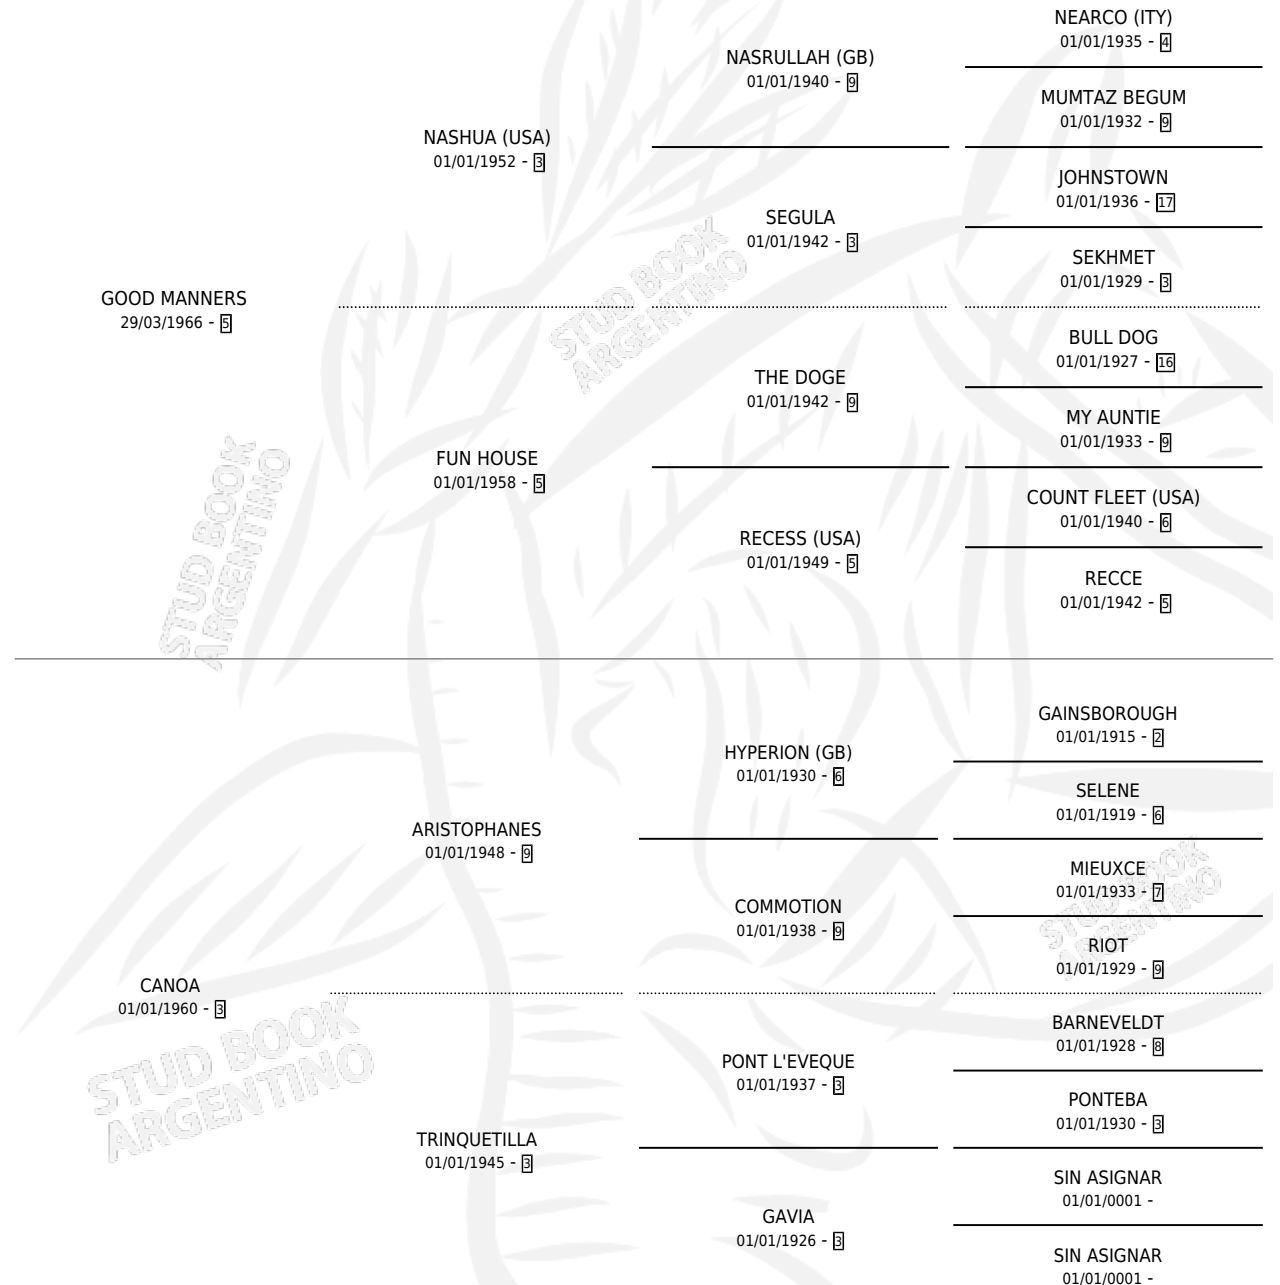 NEARCO (ITY)
01/01/1935 - 4
NASRULLAH (GB)
01/01/1940 - 9
MUMTAZ BEGUM
01/01/1932 - 9
NASHUA (USA)
01/01/1952 - 3
JOHNSTOWN
01/01/1936 - 17
SEGULA
01/01/1942 - 3
SEKHMET
01/01/1929 - 3
GOOD MANNERS
29/03/1966 - 5
STUD BOOK
ARGENTINO
BULL DOG
01/01/1927 - 16
THE DOGE
01/01/1942 - 9
MY AUNTIE
01/01/1933 - 9
FUN HOUSE
01/01/1958 - 5
COUNT FLEET (USA)
01/01/1940 - 6
RECESS (USA)
01/01/1949 - 5
RECCE
01/01/1942 - 5
STUD BOOK
ARGENTINO
GAINSBOROUGH
01/01/1915 - 2
HYPERION (GB)
01/01/1930 - 6
SELENE
01/01/1919 - 6
ARISTOPHANES
01/01/1948 - 9
MIEUXCE
01/01/1933 - 7
COMMOTION
01/01/1938 - 9
RIOT
01/01/1929 - 9
STUD BOOK
ARGENTINO
CANOA
01/01/1960 - 3
BARNEVELDT
01/01/1928 - 8
PONT L'EVEQUE
01/01/1937 - 3
PONTEBA
01/01/1930 - 3
STUD BOOK
ARGENTINO
TRINQUETILLA
01/01/1945 - 3
SIN ASIGNAR
01/01/0001 -
GAVIA
01/01/1926 - 3
SIN ASIGNAR
01/01/0001 -